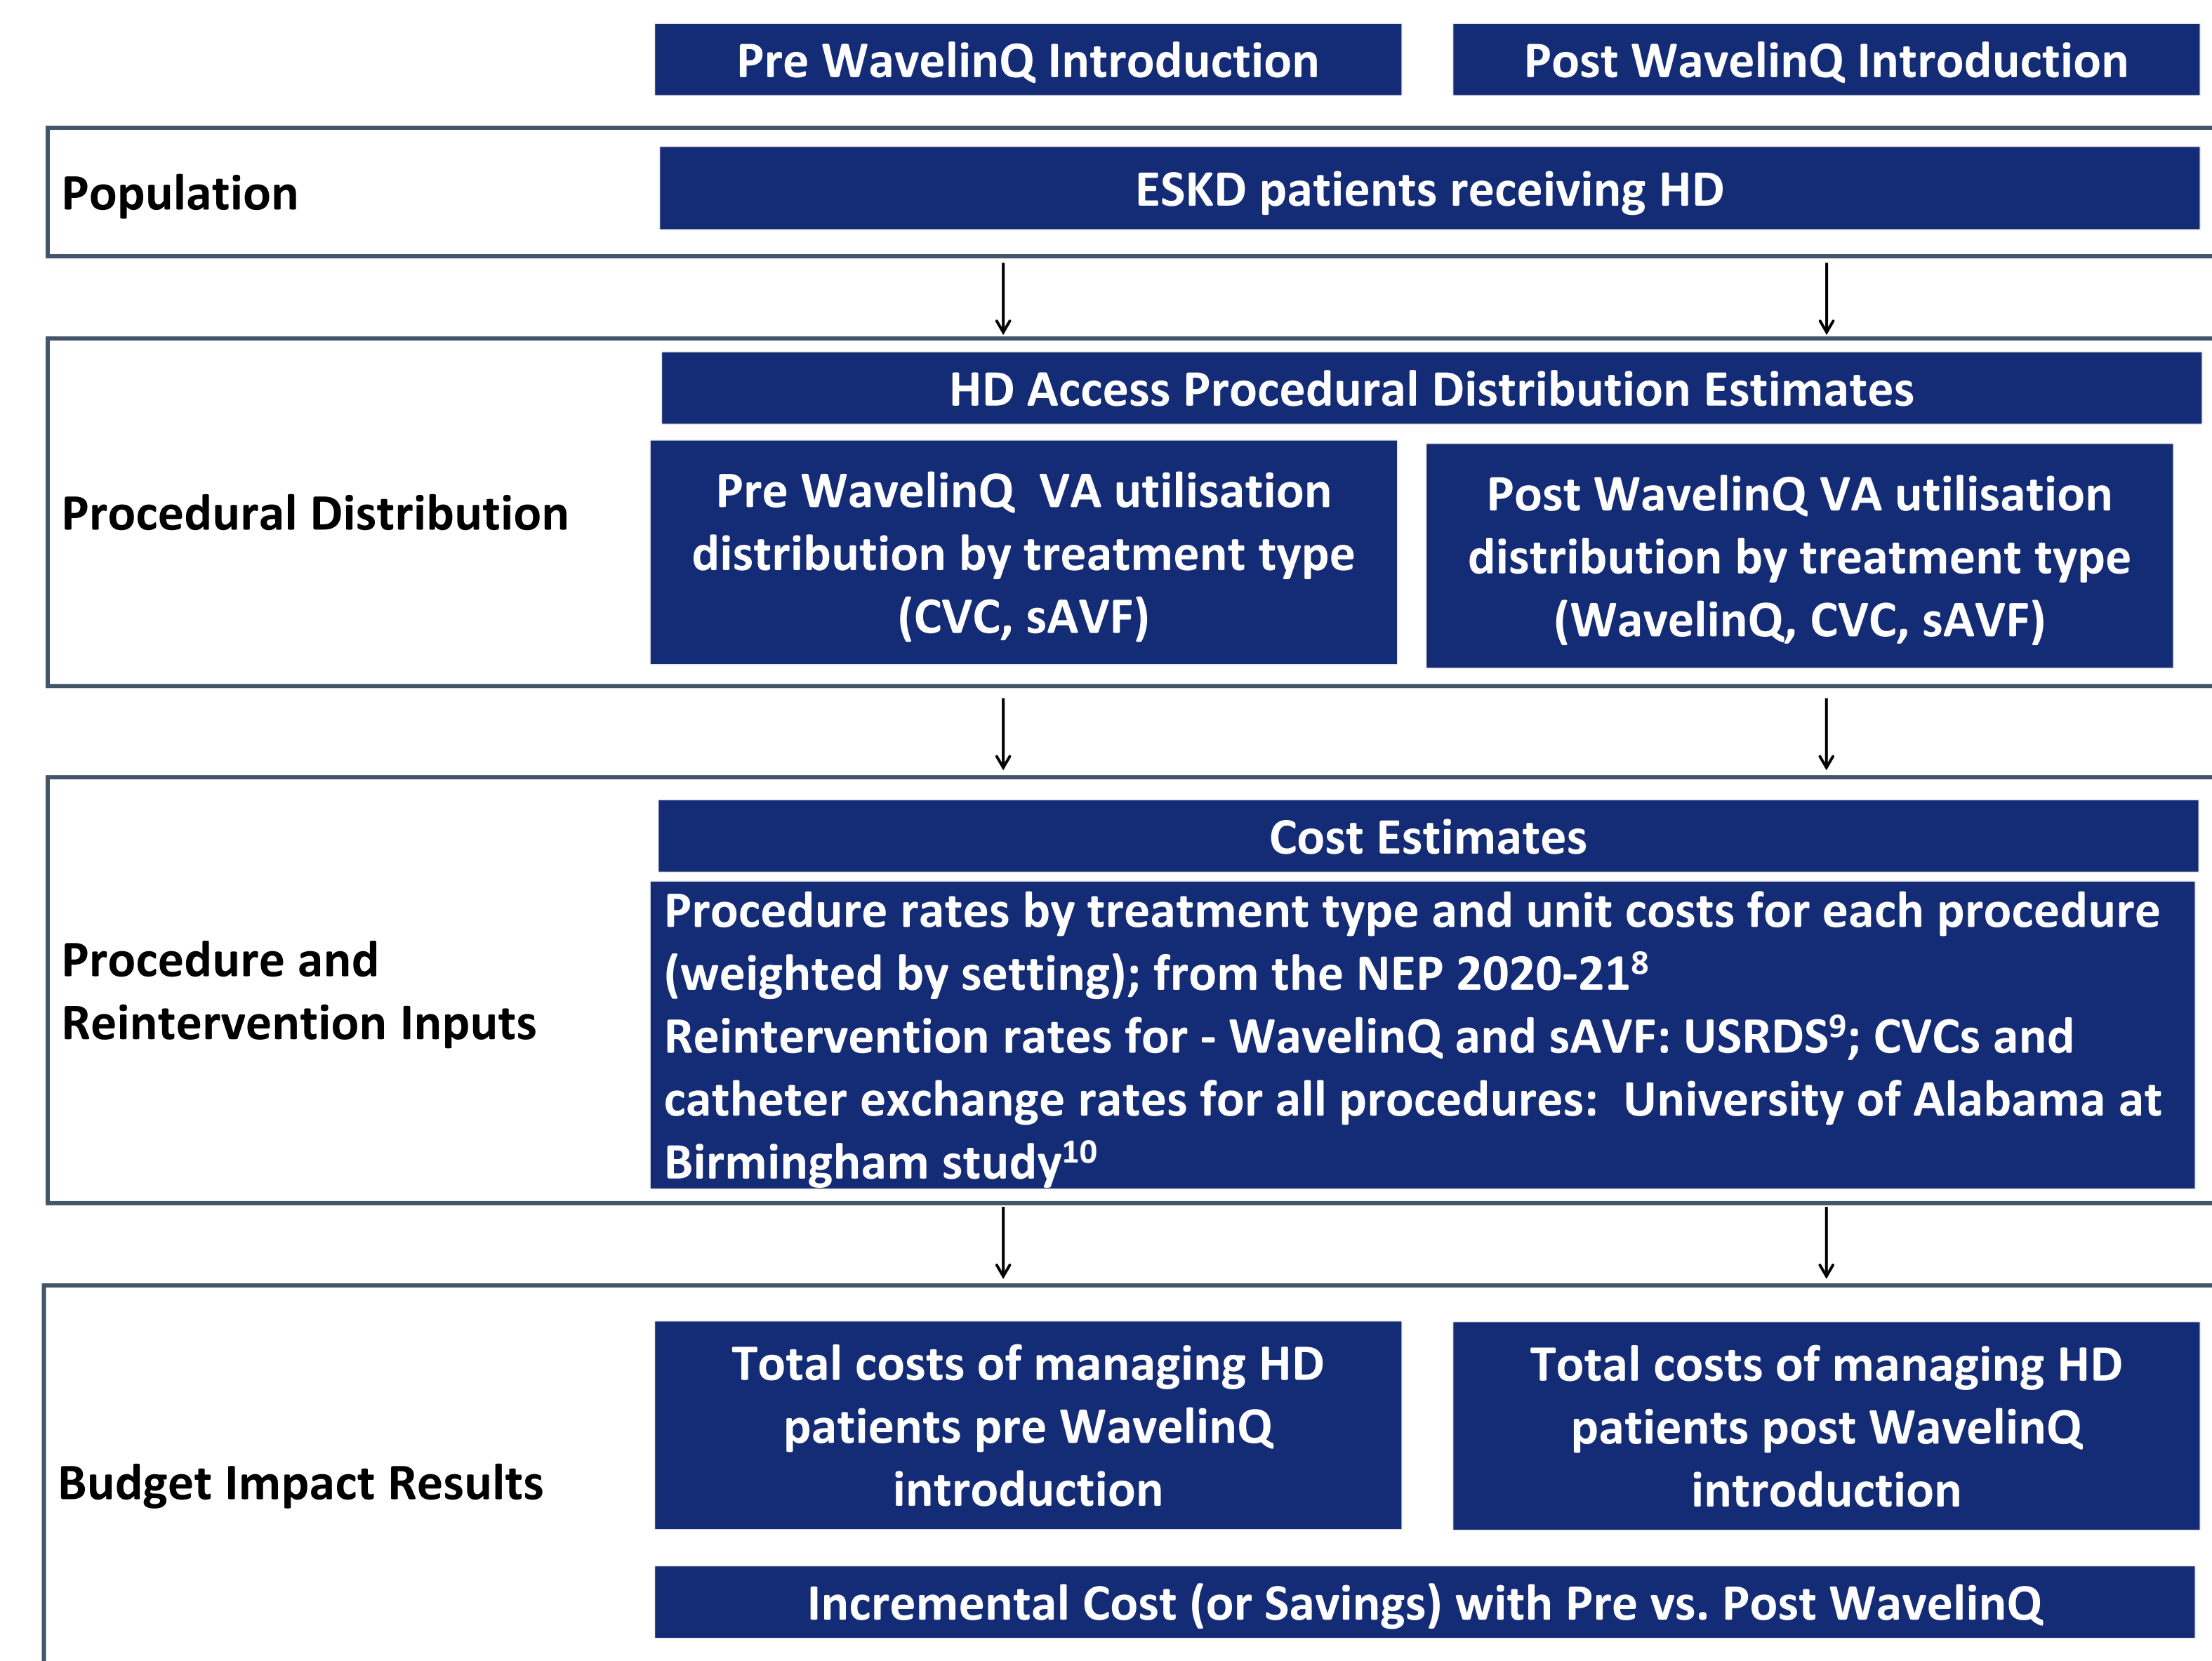 Pre WavelinQ Introduction
Post WavelinQ Introduction
Population
ESKD patients receiving HD
HD Access Procedural Distribution Estimates
Procedural Distribution
Pre WavelinQ  VA utilisation
distribution by treatment type
(CVC, sAVF)
Post WavelinQ VA utilisation
distribution by treatment type
(WavelinQ, CVC, sAVF)
Cost Estimates
Procedure and
Reintervention Inputs
Procedure rates by treatment type and unit costs for each procedure
(weighted by setting); from the NEP 2020-21⁸
Reintervention rates for - WavelinQ and sAVF: USRDS⁹; CVCs and
catheter exchange rates for all procedures:  University of Alabama at
Birmingham study¹⁰
Budget Impact Results
Total costs of managing HD
patients pre WavelinQ
introduction
Total costs of managing HD
patients post WavelinQ
introduction
Incremental Cost (or Savings) with Pre vs. Post WavelinQ